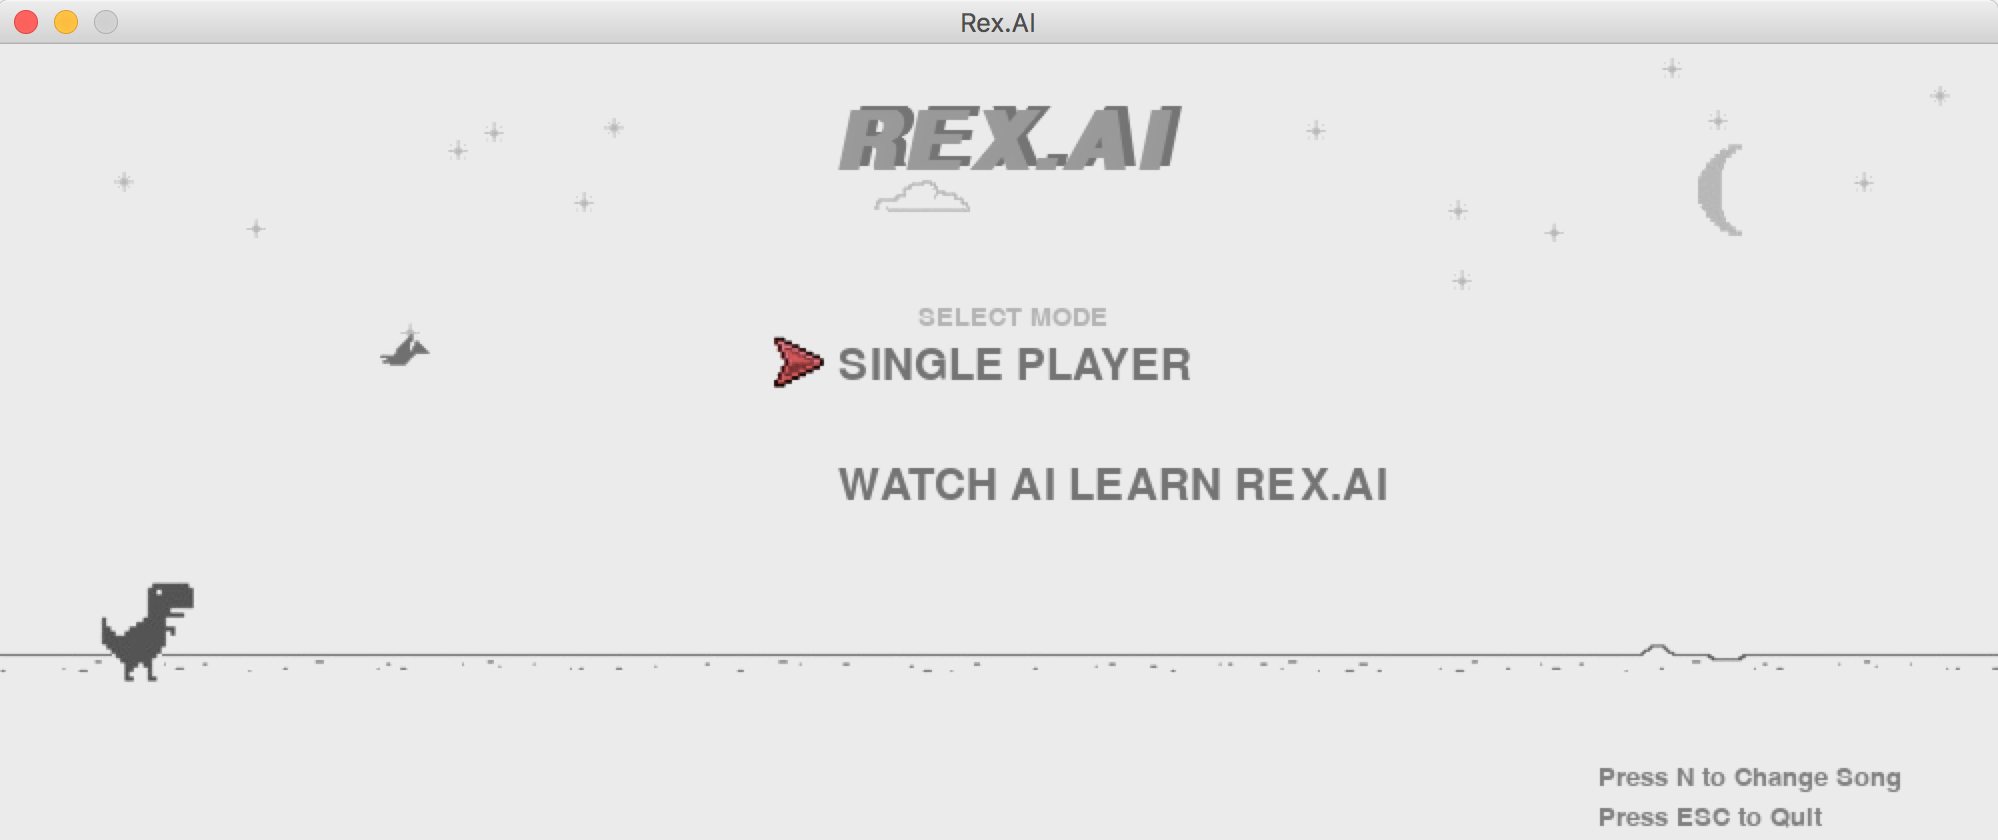 Rex.AI
REX.AI
SELECT MODE
SINGLE PLAYER
WATCH AI LEARN REX.AI
Press N to Change Song
Press ESC to Quit